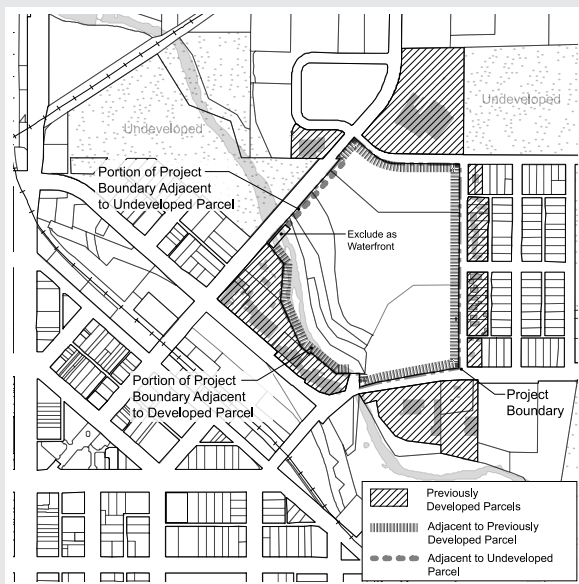 Undeveloped
Undeveloped
Portion of Project
Boundary Adjacent
to Undeveloped Parcel
Exclude as
Waterfront
Portion of Project
Boundary Adjacent
to Developed Parcel
Project
Boundary
Previously
Developed Parcels
Adjacent to Previously
Developed Parcel
Adjacent to Undeveloped
Parcel